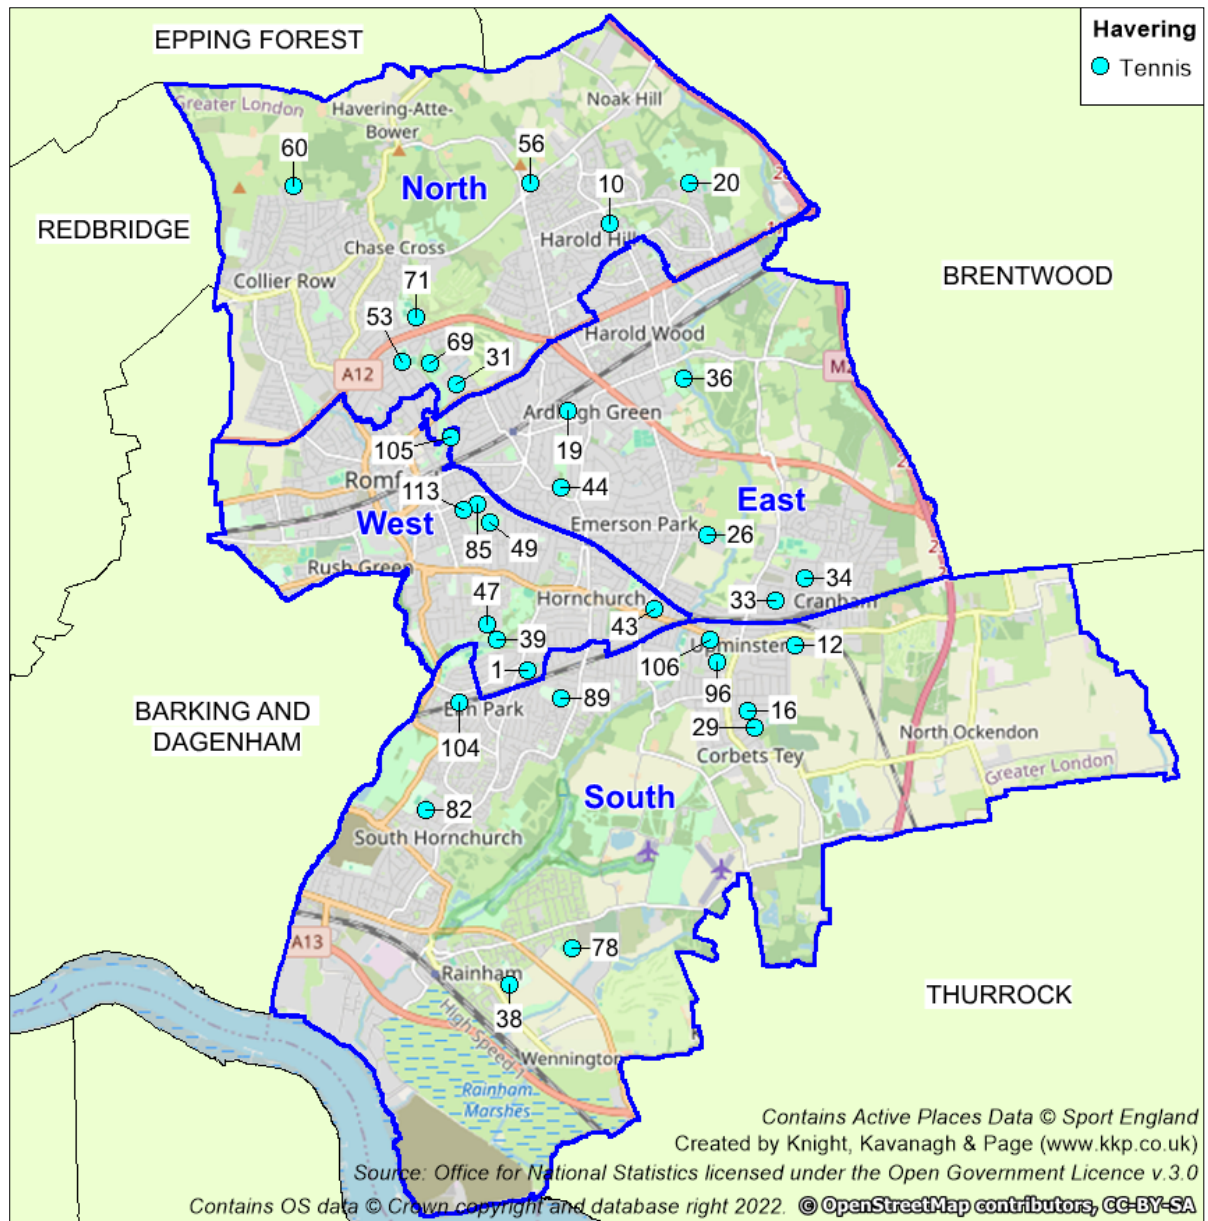 EPPING FOREST
Havering
Tennis
Noak Hill
Greater London
Havering-Atte-
Bower
60
56
North
10
20
REDBRIDGE
Harold Hill
Chase Cross
BRENTWOOD
Collier Row
71
53
69
31
Harold Wood
A12
36
Ardleigh Green
19
105
Romf
44
113
West
East
85
49
Emerson Park
26
Rush Green
34
47
Hornchurch
33
Cranham
39
43
Upminster
12
1
106
89
96
BARKING AND
DAGENHAM
Elm Park
16
104
29
North Ockendon
Corbets Tey
Greater London
South
82
South Hornchurch
A13
78
Rainham
38
THURROCK
High Speed 1
Wennington
Rainham
Marshes
Contains Active Places Data © Sport England
Created by Knight, Kavanagh & Page (www.kkp.co.uk)
Source: Office for National Statistics licensed under the Open Government Licence v.3.0
Contains OS data © Crown copyright and database right 2022. © OpenStreetMap contributors, CC-BY-SA